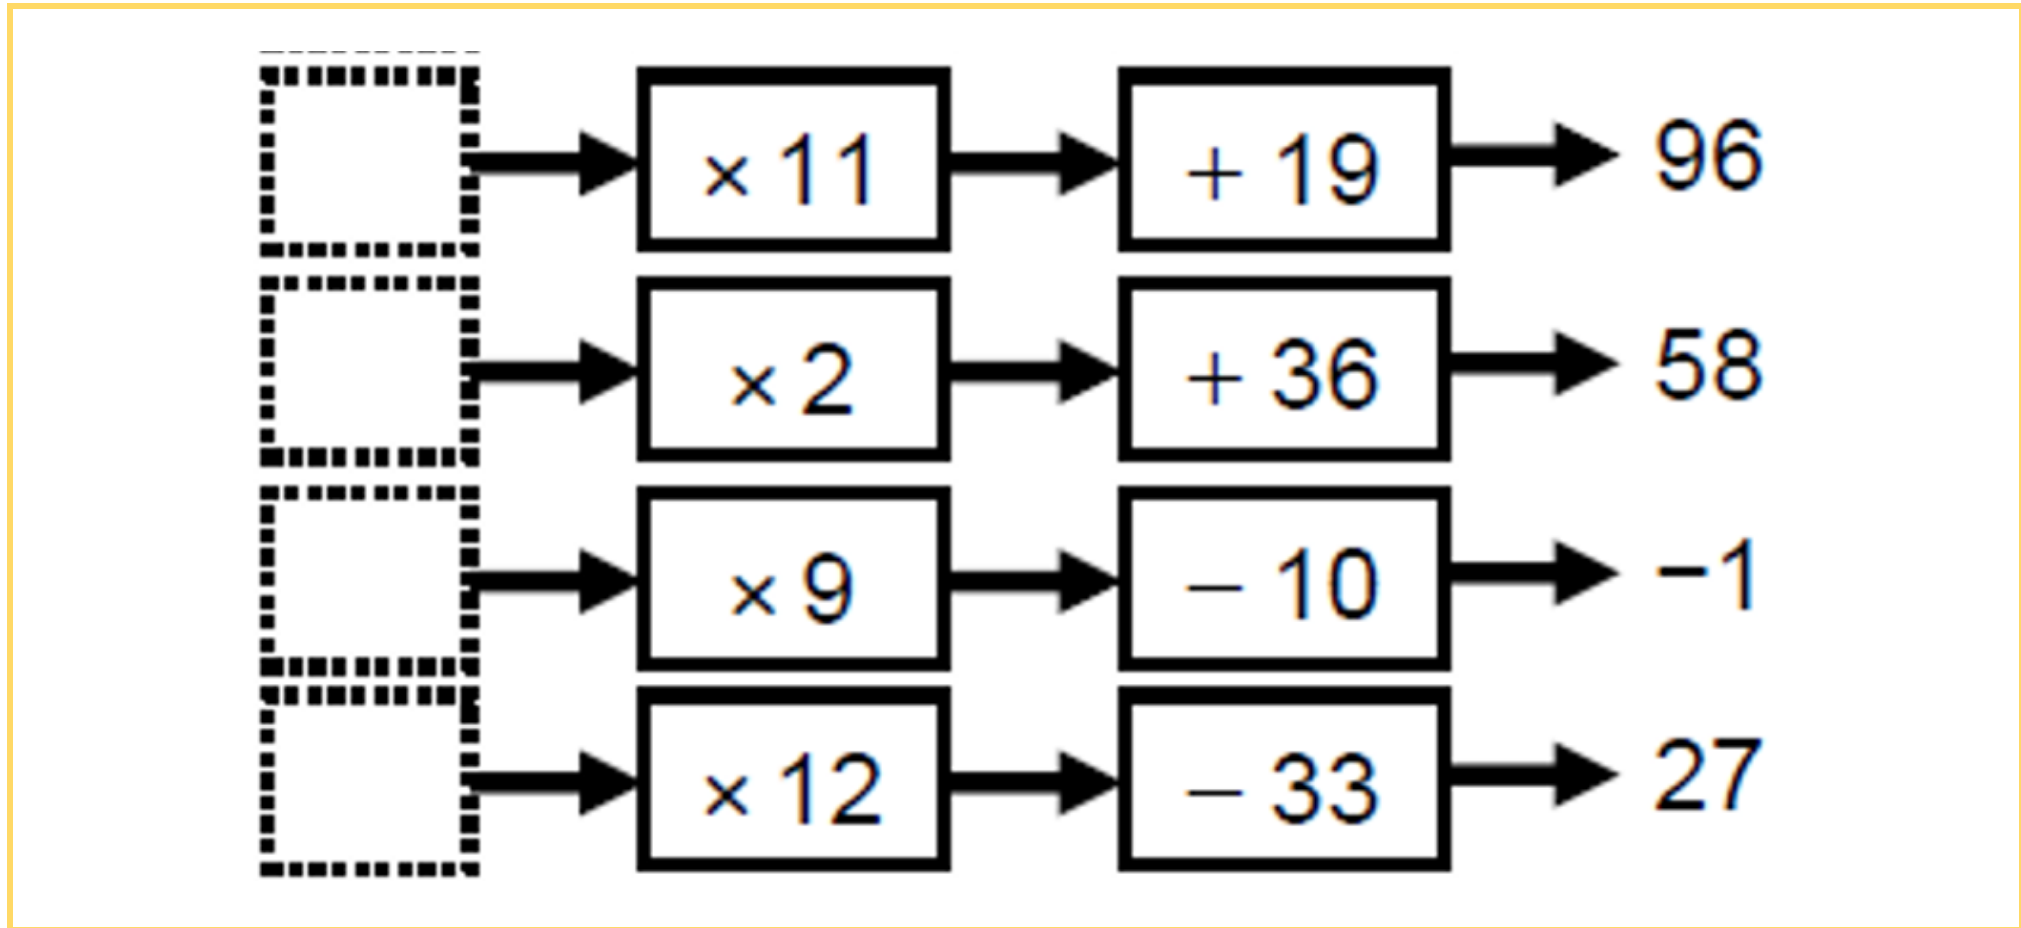 × 11 + 19 96
× 2 + 36 58
× 9 − 10 −1
× 12 − 33 27